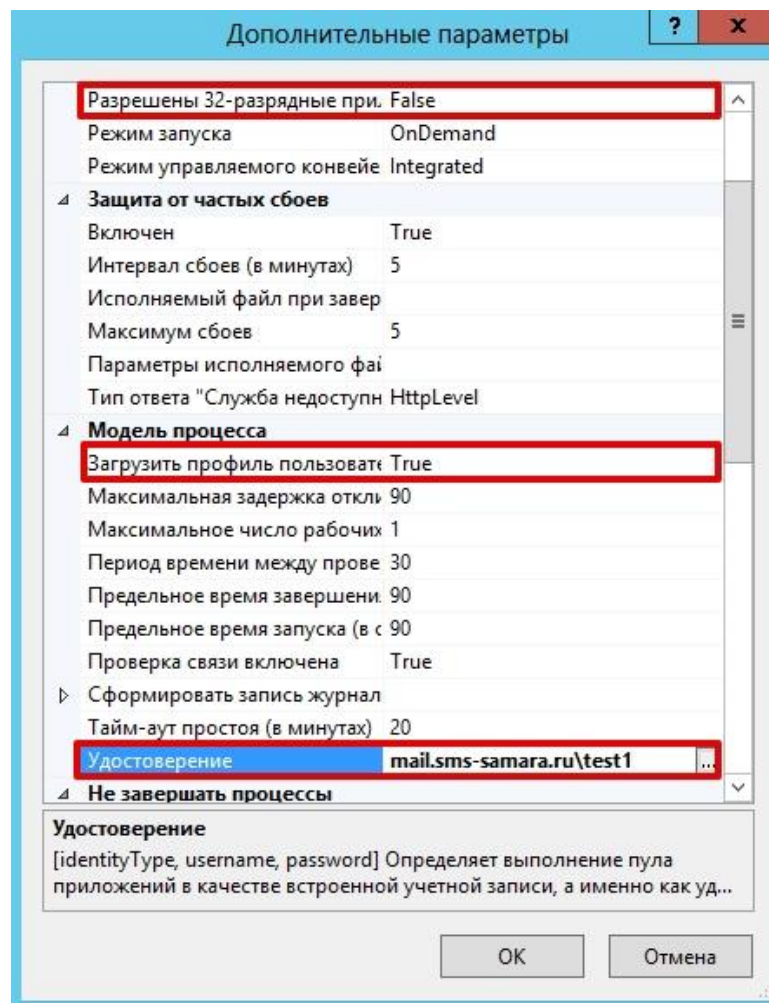 Дополнительные параметры
? x
Разрешены 32-разрядные при. False
Режим запуска OnDemand
Режим управляемого конвейе Integrated
Защита от частых сбоев
Включен True
Интервал сбоев (в минутах) 5
Исполняемый файл при завер
Максимум сбоев 5
Параметры исполняемого фай
Тип ответа "Служба недоступн HttpLevel
Модель процесса
Загрузить профиль пользовате True
Максимальная задержка откли 90
Максимальное число рабочих 1
Период времени между прове 30
Предельное время завершени 90
Предельное время запуска (в с 90
Проверка связи включена True
Сформировать запись журнал
Тайм-аут простоя (в минутах) 20
Удостоверение mail.sms-samara.ru\test1 ...
Не завершать процессы
Удостоверение
[identityType, username, password] Определяет выполнение пула
приложений в качестве встроенной учетной записи, а именно как уд...
ОК Отмена